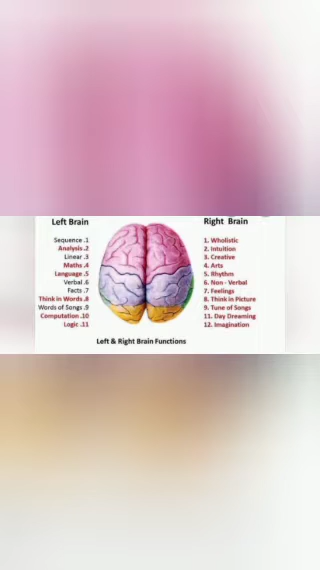 Left Brain
Sequence .1
Analysis .2
Linear .3
Maths .4
Language .5
Verbal .6
Facts .7
Think in Words .8
Words of Songs .9
Computation .10
Logic .11
Right Brain
1. Wholistic
2. Intuition
3. Creative
4. Arts
5. Rhythm
6. Non - Verbal
7. Feelings
8. Think in Picture
9. Tune of Songs
11. Day Dreaming
12. Imagination
Left & Right Brain Functions